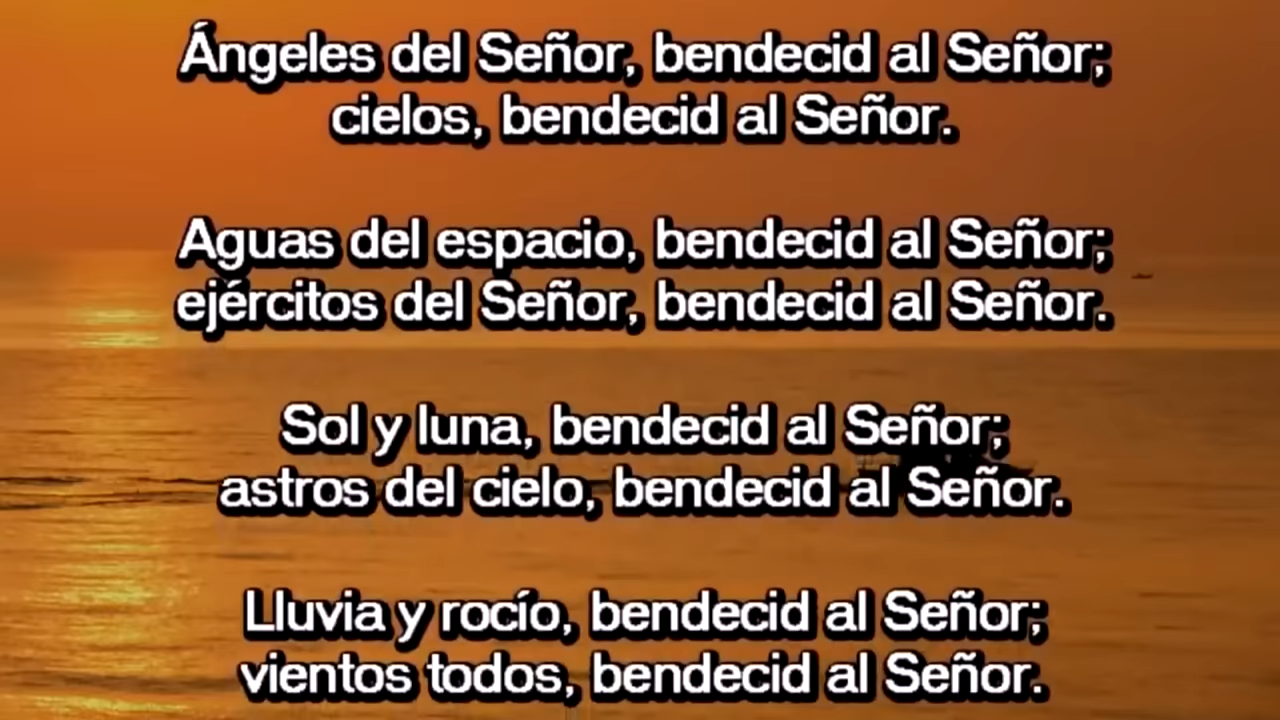 Ángeles del Señor, bendecid al Señor;
cielos, bendecid al Señor.
Aguas del espacio, bendecid al Señor;
ejércitos del Señor, bendecid al Señor.
Sol y luna, bendecid al Señor;
astros del cielo, bendecid al Señor.
Lluvia y rocío, bendecid al Señor;
vientos todos, bendecid al Señor.